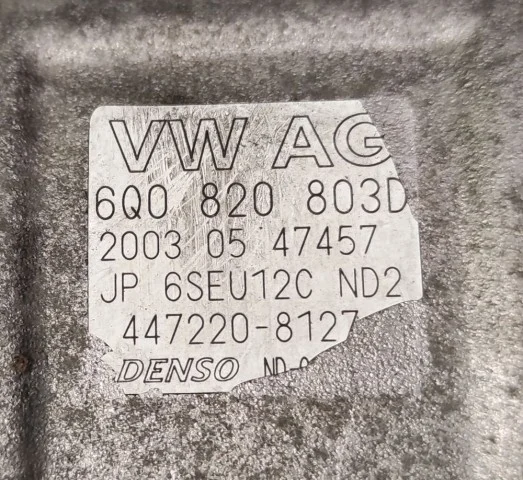 VW AG
6Q0 820 803D
2003 05 47457
JP 6SEU12C ND2
447220-8127
DENSO